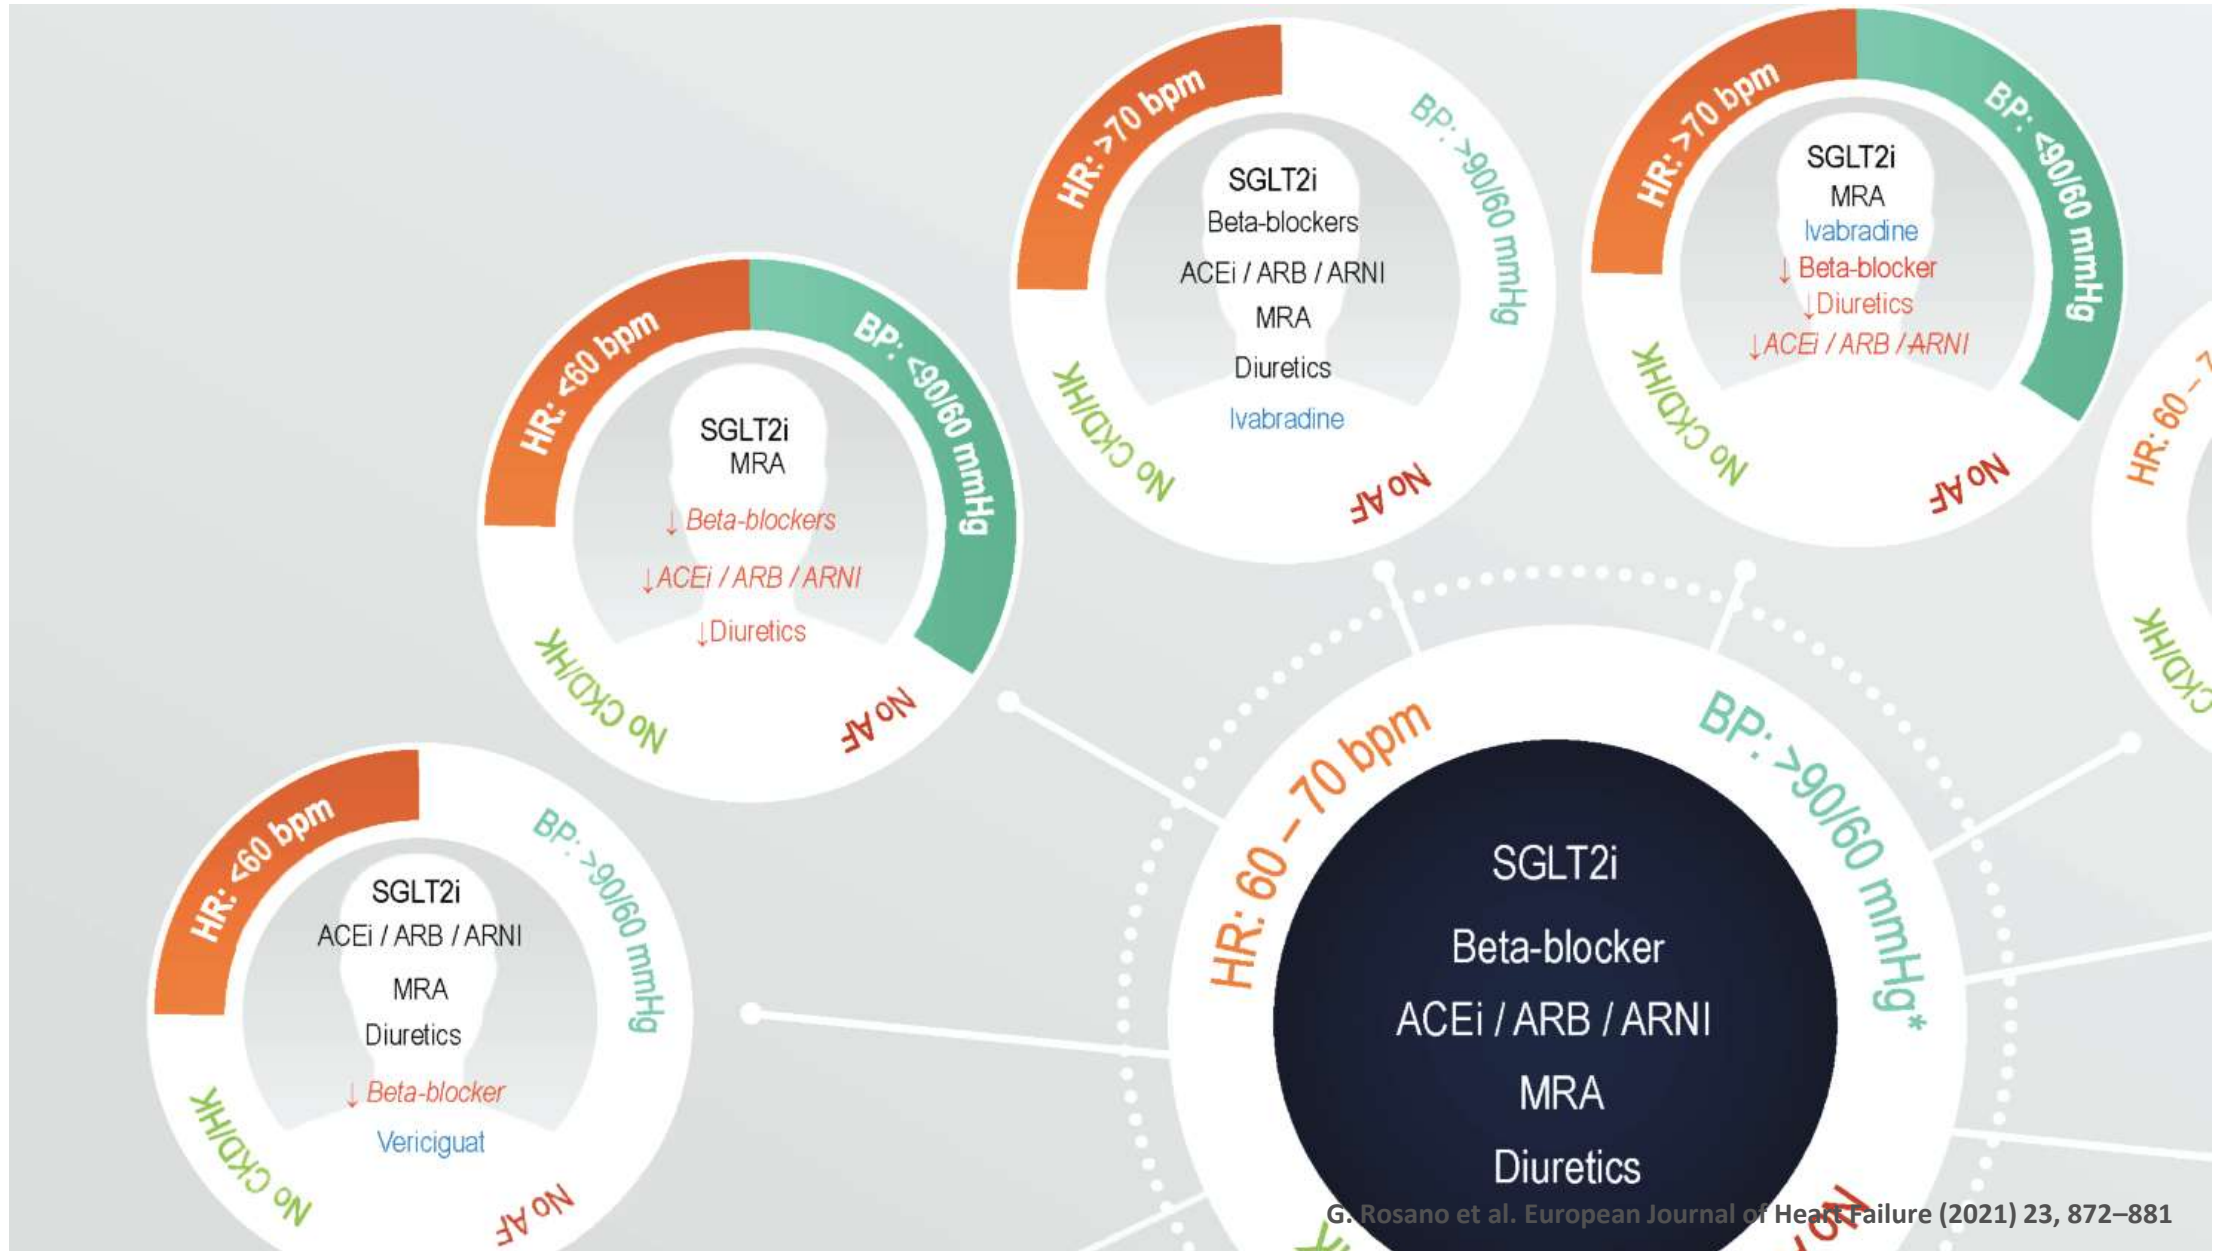 HR: >70 bpm
BP: >90/60 mmHg
SGLT2i
Beta-blockers
ACEi / ARB / ARNI
MRA
Diuretics
Ivabradine
No CKD/HK
No AF
HR: >70 bpm
BP: <90/60 mmHg
SGLT2i
MRA
Ivabradine
↓ Beta-blocker
↓Diuretics
↓ACEi / ARB / ARNI
No CKD/HK
No AF
HR: <60 bpm
BP: <90/60 mmHg
SGLT2i
MRA
↓ Beta-blockers
↓ACEi / ARB / ARNI
↓Diuretics
No CKD/HK
No AF
HR: 60 –
CKD/HK
HR: <60 bpm
BP: >90/60 mmHg
SGLT2i
ACEi / ARB / ARNI
MRA
Diuretics
↓ Beta-blocker
Vericiguat
No CKD/HK
No AF
HR: 60 – 70 bpm
BP: >90/60 mmHg*
SGLT2i
Beta-blocker
ACEi / ARB / ARNI
MRA
Diuretics
No
G. Rosano et al. European Journal of Heart Failure (2021) 23, 872–881